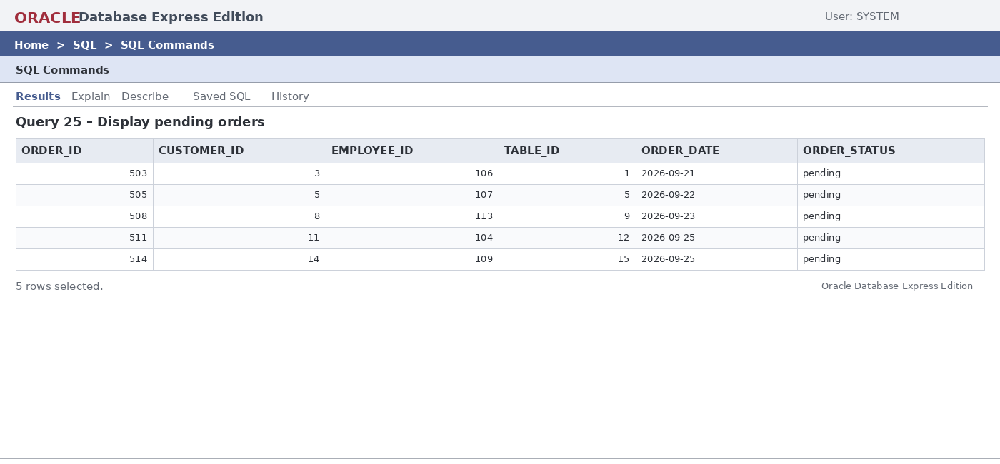 ORACLE Database Express Edition User: SYSTEM
Home > SQL > SQL Commands
SQL Commands
Results Explain Describe Saved SQL History
Query 25 – Display pending orders
ORDER_ID CUSTOMER_ID EMPLOYEE_ID TABLE_ID ORDER_DATE ORDER_STATUS
503 3 106 1 2026-09-21 pending
505 5 107 5 2026-09-22 pending
508 8 113 9 2026-09-23 pending
511 11 104 12 2026-09-25 pending
514 14 109 15 2026-09-25 pending
5 rows selected. Oracle Database Express Edition